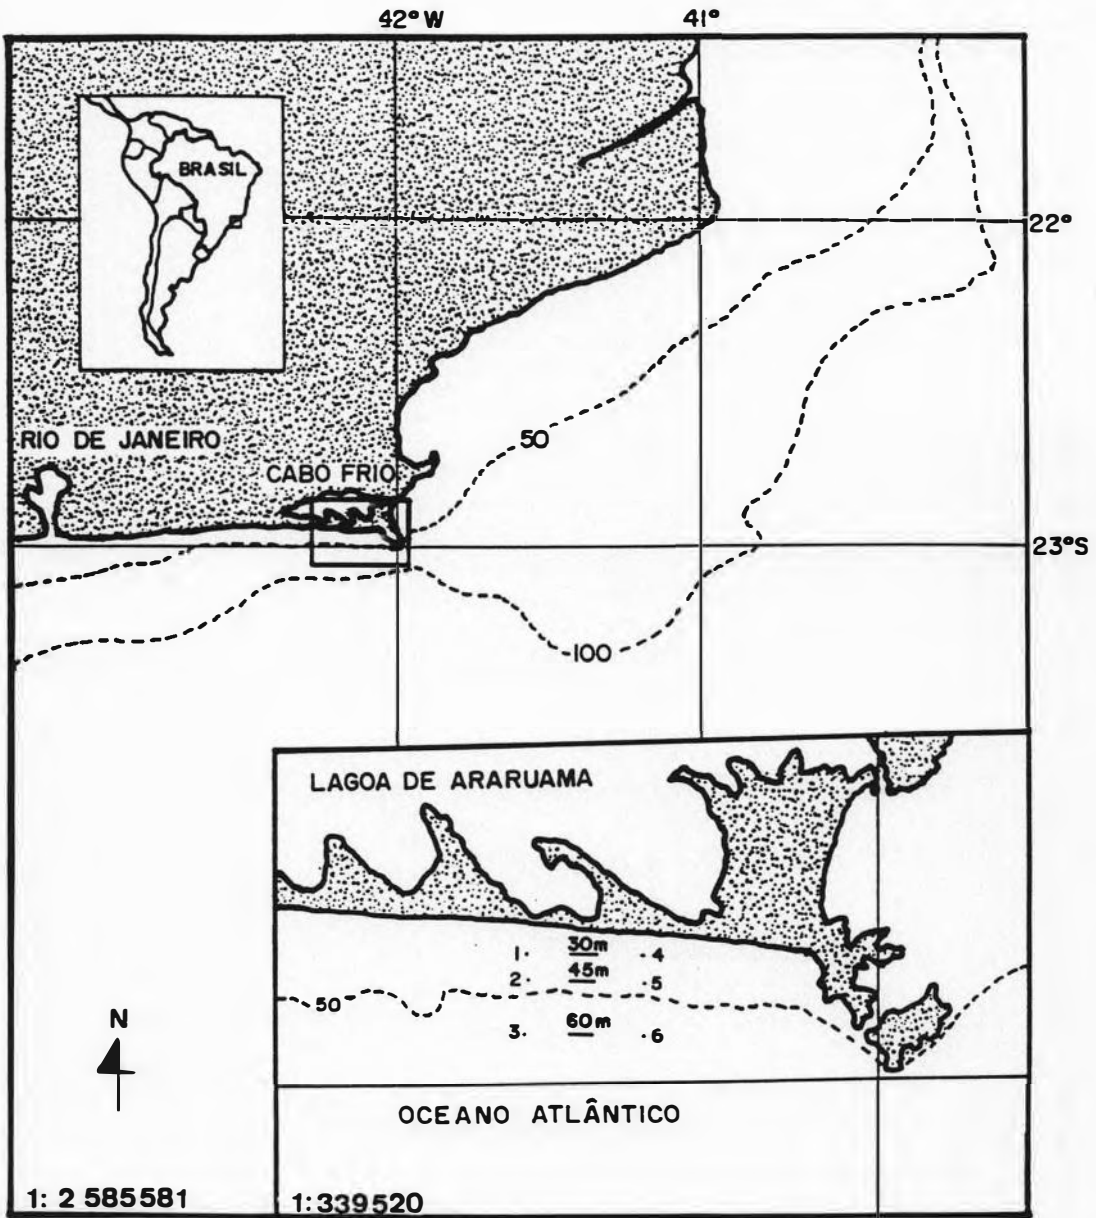 42°W 41°
BRASIL
22°
RIO DE JANEIRO
50
CABO FRIO
23°S
100
LAGOA DE ARARUAMA
1. 30m .4
2. 45m .5
50
3. 60m .6
N
OCEANO ATLÂNTICO
1: 2 585581
1:339520